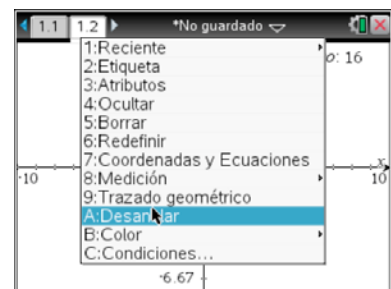 1.1 1.2 *No guardado
1:Reciente
o: 16
2:Etiqueta
3:Atributos
4:Ocultar
5:Borrar
6:Redefinir
7:Coordenadas y Ecuaciones
x
-10
8:Medición
10
9:Trazado geométrico
B:Color
C:Condiciones...
-6.67